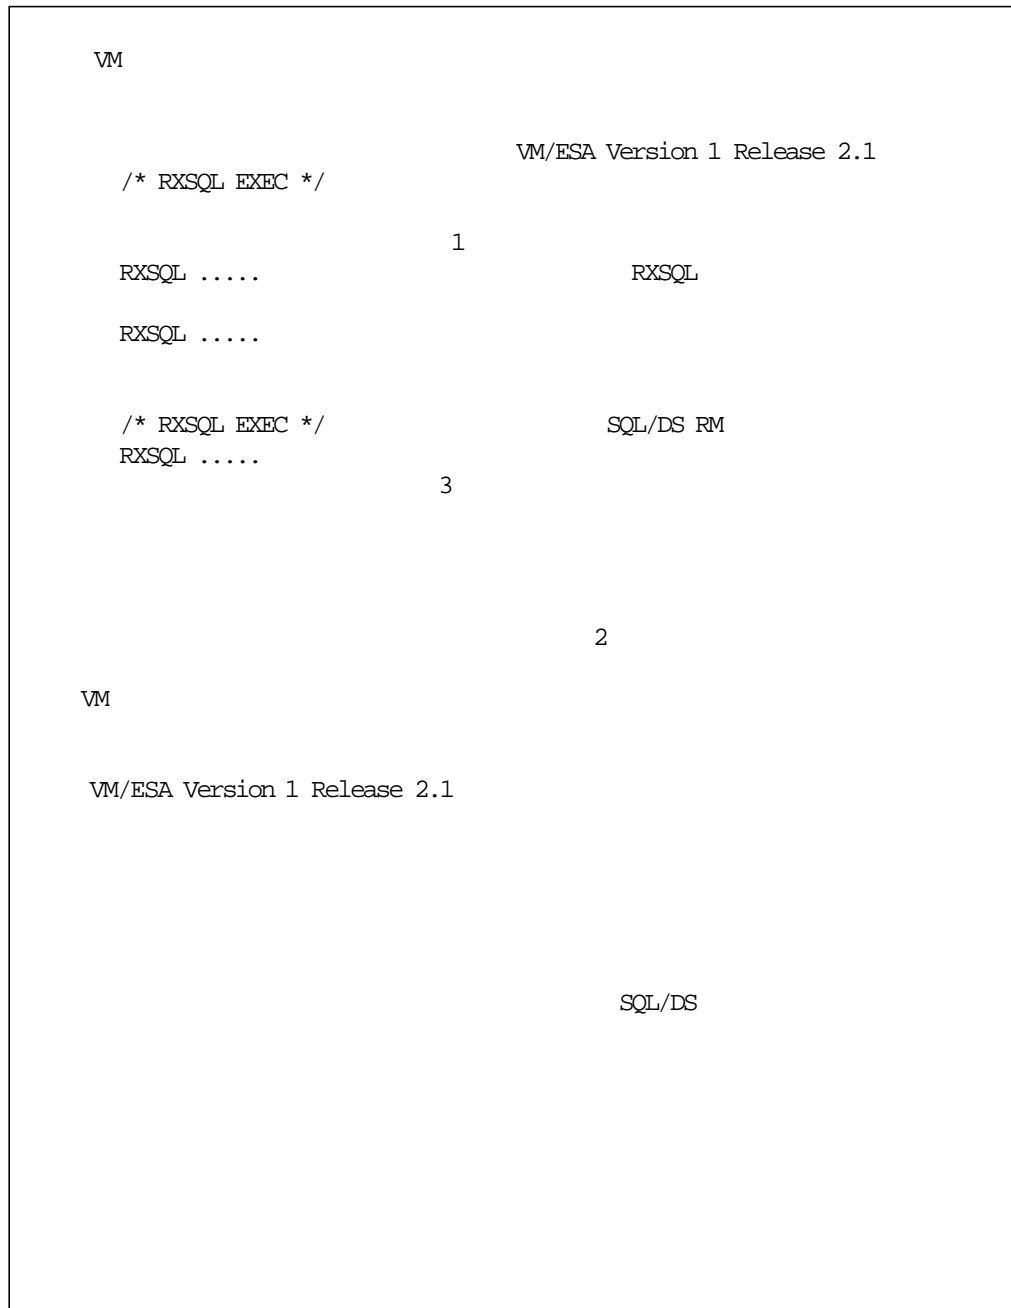 VM
VM/ESA Version 1 Release 2.1
/* RXSQL EXEC */
1
RXSQL ..... RXSQL
RXSQL .....
/* RXSQL EXEC */ SQL/DS RM
RXSQL .....
3
2
VM
VM/ESA Version 1 Release 2.1
SQL/DS